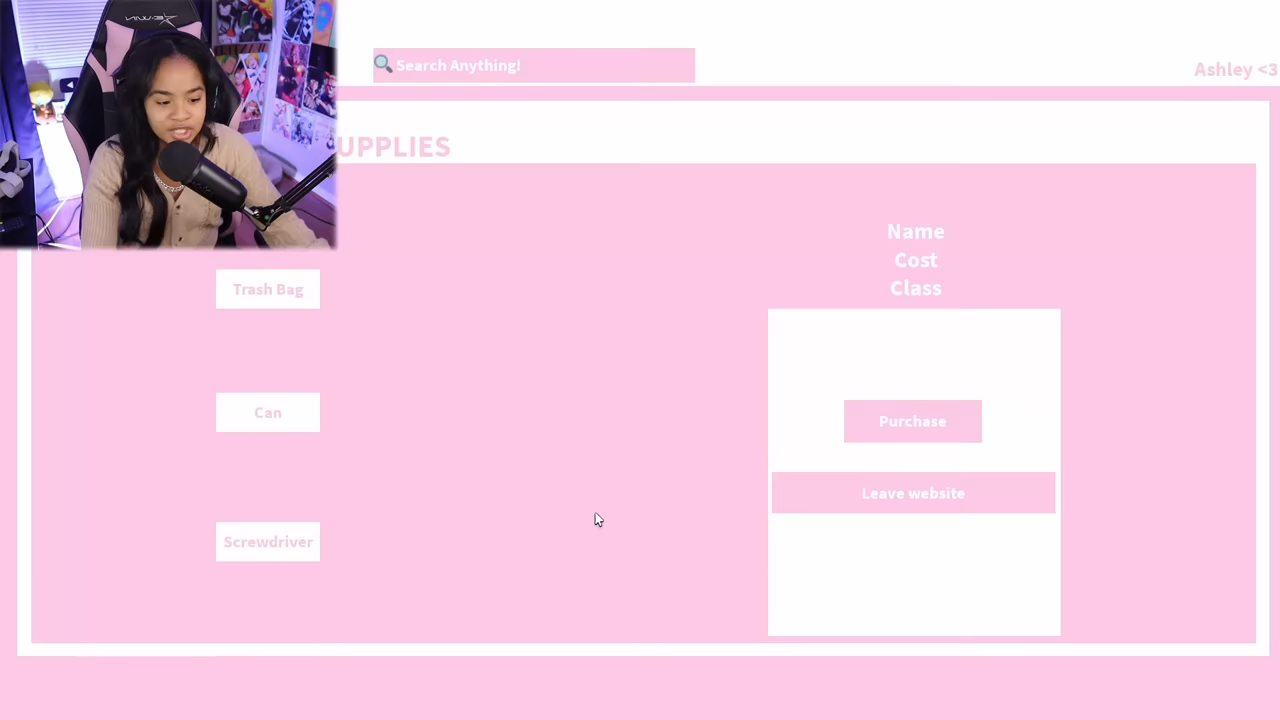 🔍 Search Anything!
Ashley <3
UPPLIES
Name
Cost
Class
Trash Bag
Can
Purchase
Leave website
Screwdriver